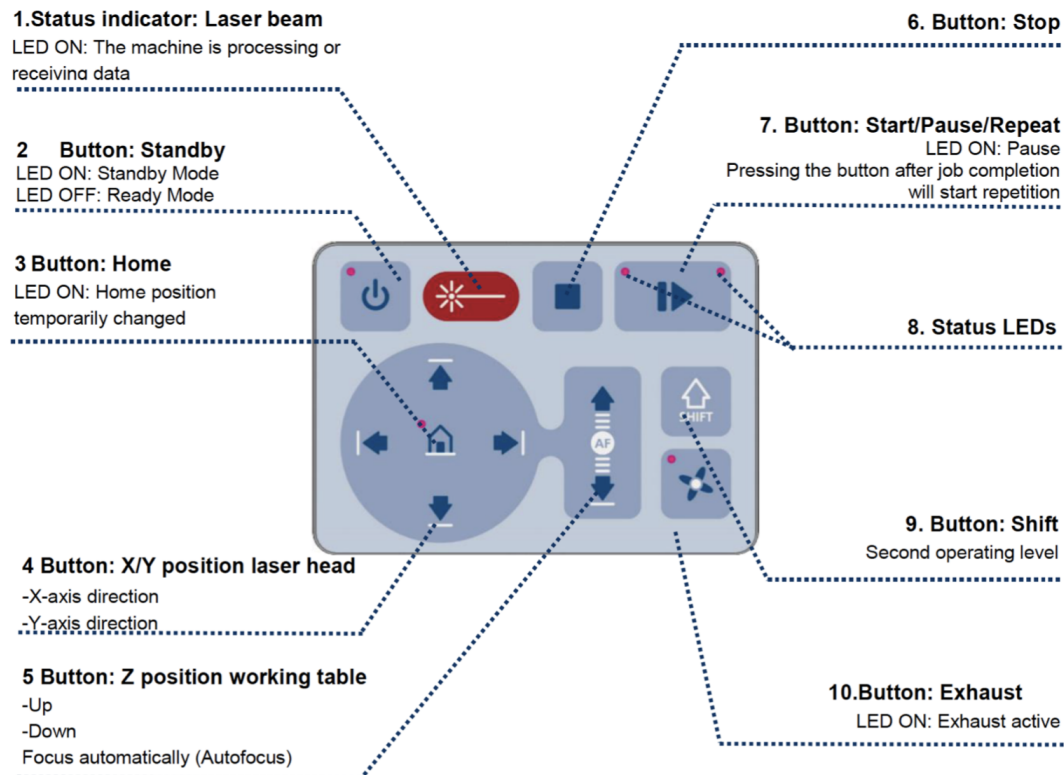 1.Status indicator: Laser beam
LED ON: The machine is processing or
receiving data
2 Button: Standby
LED ON: Standby Mode
LED OFF: Ready Mode
3 Button: Home
LED ON: Home position
temporarily changed
4 Button: X/Y position laser head
-X-axis direction
-Y-axis direction
5 Button: Z position working table
-Up
-Down
Focus automatically (Autofocus)
6. Button: Stop
7. Button: Start/Pause/Repeat
LED ON: Pause
Pressing the button after job completion
will start repetition
8. Status LEDs
9. Button: Shift
Second operating level
10.Button: Exhaust
LED ON: Exhaust active
AF
SHIFT